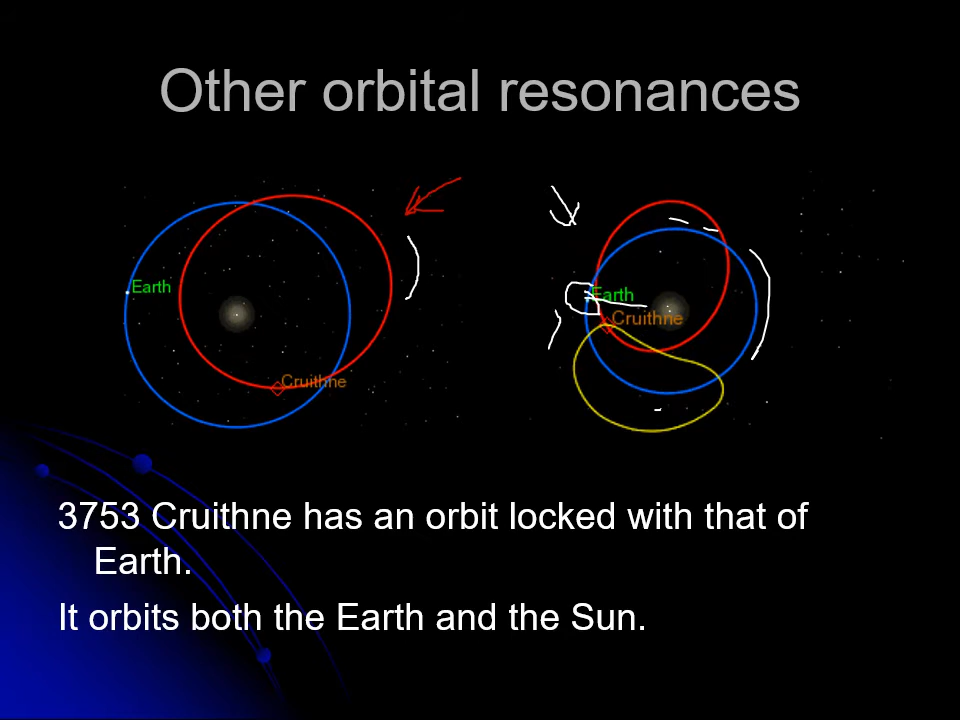 Other orbital resonances
Earth
Cruithne
Earth
Cruithne
3753 Cruithne has an orbit locked with that of
Earth.
It orbits both the Earth and the Sun.